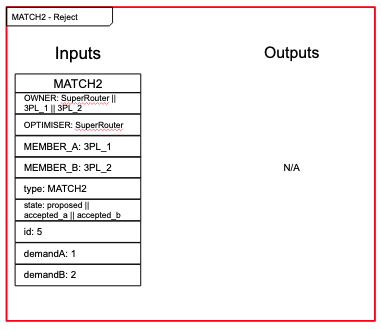 MATCH2 - Reject
Inputs
Outputs
MATCH2
OWNER: SuperRouter ||
3PL_1 || 3PL_2
OPTIMISER: SuperRouter
MEMBER_A: 3PL_1
MEMBER_B: 3PL_2
type: MATCH2
state: proposed ||
accepted_a || accepted_b
id: 5
demandA: 1
demandB: 2
N/A